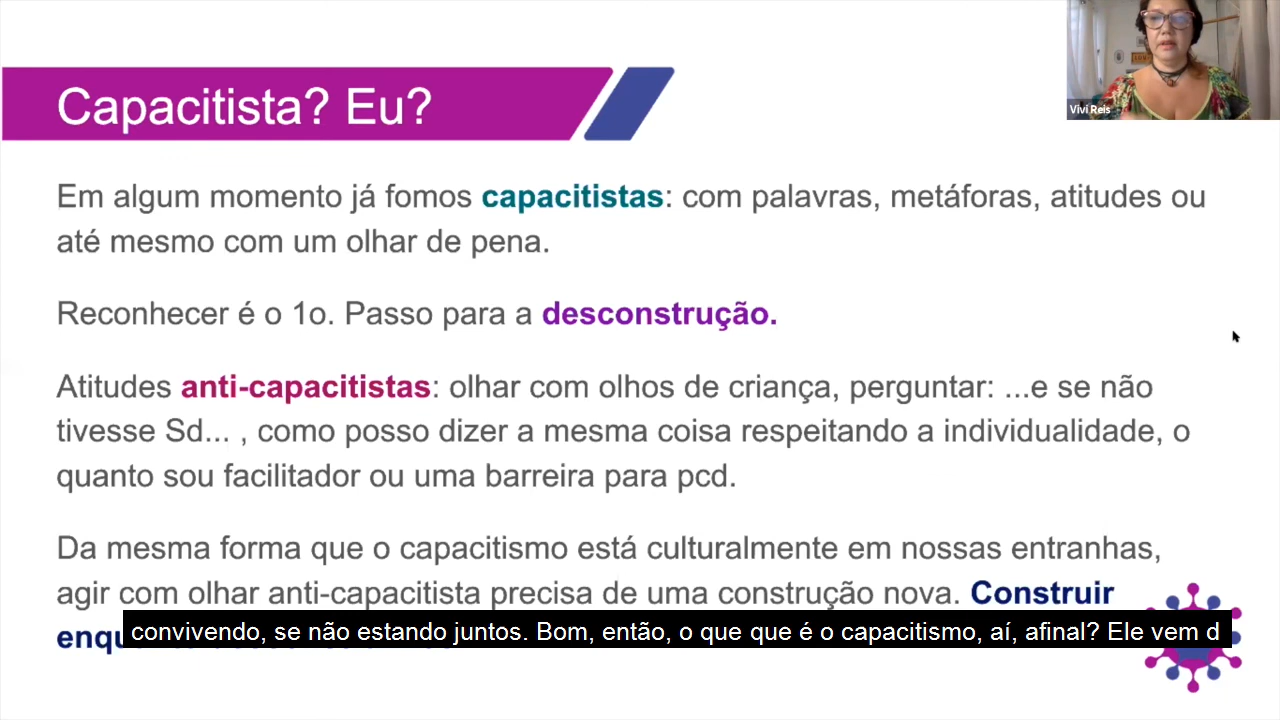 Capacitista? Eu?
Vivi Reis
Em algum momento já fomos capacitistas: com palavras, metáforas, atitudes ou
até mesmo com um olhar de pena.
Reconhecer é o 1o. Passo para a desconstrução.
Atitudes anti-capacitistas: olhar com olhos de criança, perguntar: ...e se não
tivesse Sd... , como posso dizer a mesma coisa respeitando a individualidade, o
quanto sou facilitador ou uma barreira para pcd.
Da mesma forma que o capacitismo está culturalmente em nossas entranhas,
agir com olhar anti-capacitista precisa de uma construção nova. Construir
convivendo, se não estando juntos. Bom, então, o que que é o capacitismo, aí, afinal? Ele vem d